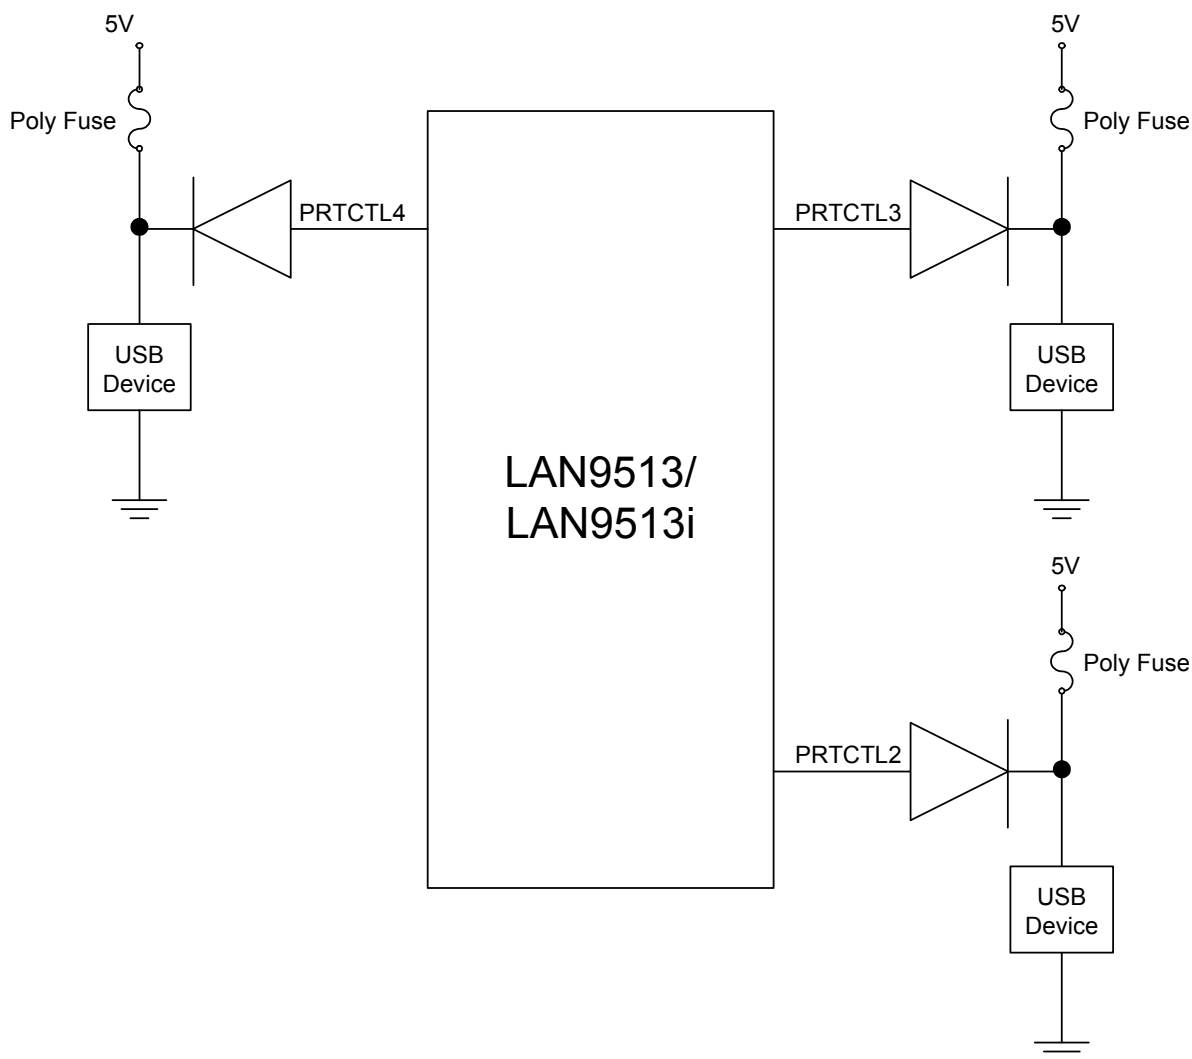 5V
5V
Poly Fuse
Poly Fuse
PRTCTL4
PRTCTL3
USB
Device
USB
Device
LAN9513/
LAN9513i
5V
Poly Fuse
PRTCTL2
USB
Device